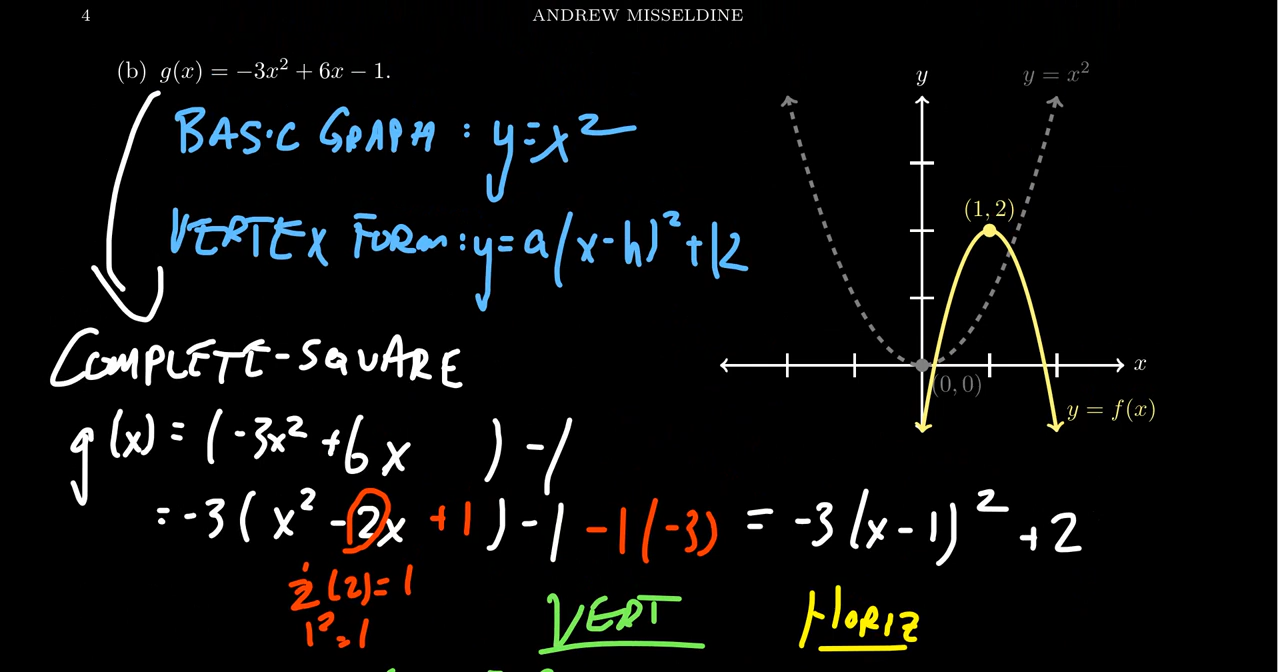 4 ANDREW MISSELDINE
(b) g(x) = −3x² + 6x − 1.
BASIC GRAPH : y=x²
VERTEX FORM: y= a(x-h)²+k
COMPLETE-SQUARE
g(x) = (-3x² +6x ) -1
= -3( x² -2x +1 ) -1 -1(-3) = -3(x-1)² +2
½(2)=1
1²=1
VERT HORIZ
y
y = x²
(1, 2)
x
(0, 0)
y = f(x)